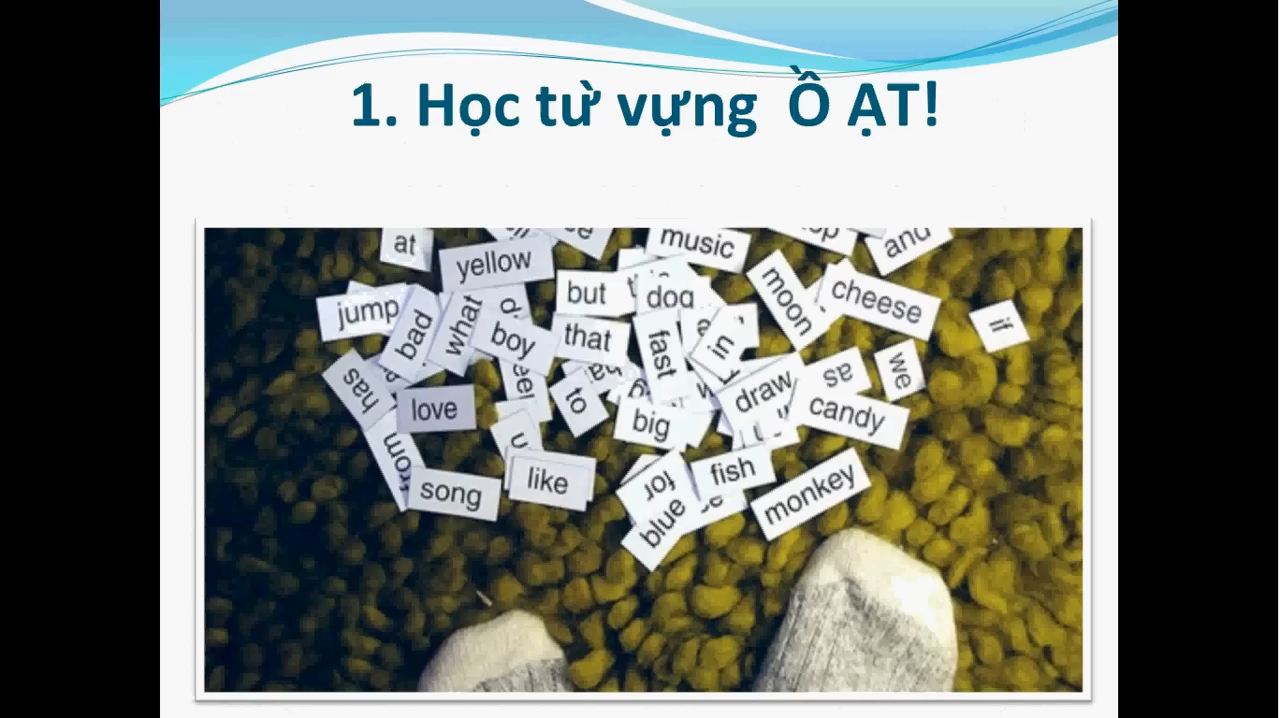 1. Học từ vựng Ồ ẠT!
at
yellow
music
and
jump
bad
what
boy
but
that
dog
fast
in
moon
cheese
if
has
love
to
big
draw
as
we
candy
song
like
for
blue
fish
monkey